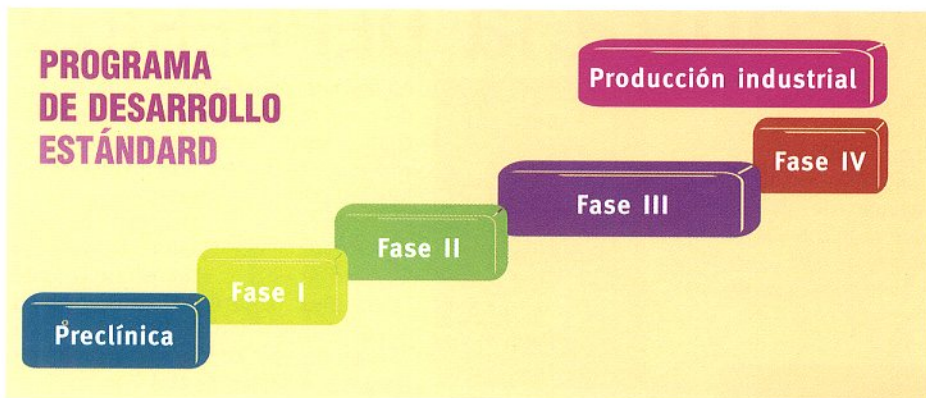 PROGRAMA
DE DESARROLLO
ESTÁNDARD
Producción industrial
Fase IV
Fase III
Fase II
Fase I
Preclínica